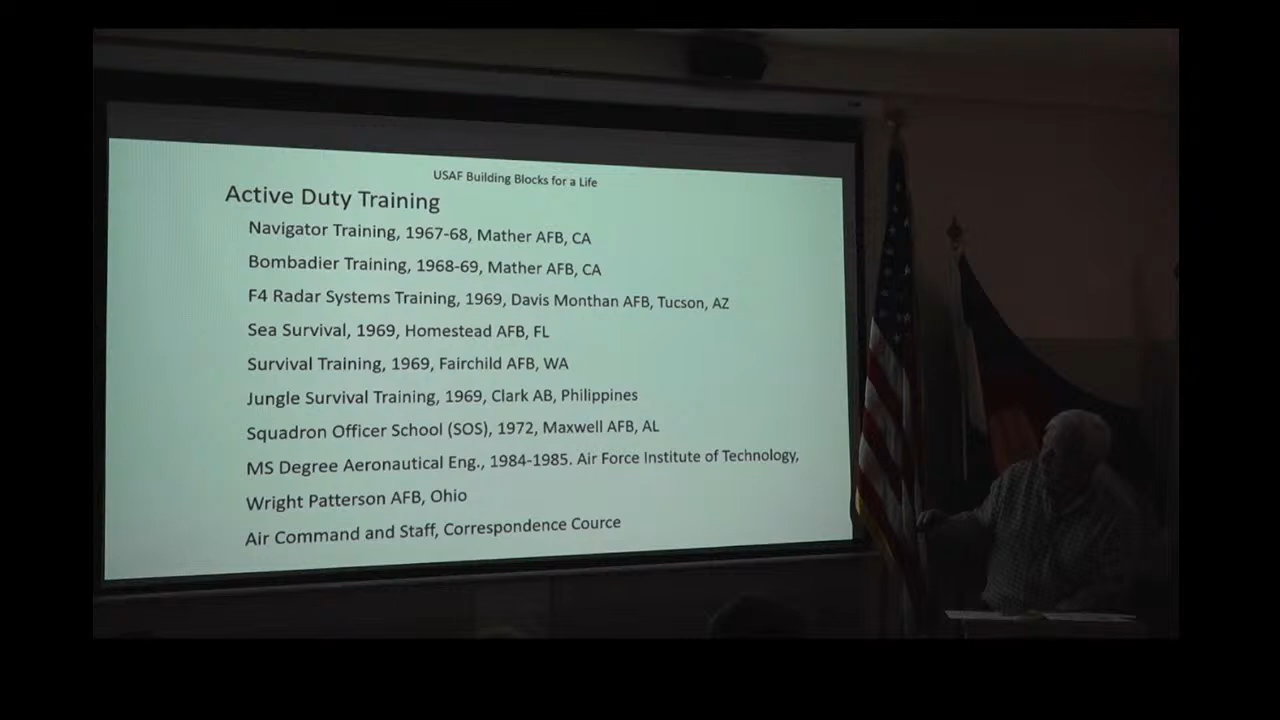 USAF Building Blocks for a Life
Active Duty Training
Navigator Training, 1967-68, Mather AFB, CA
Bombadier Training, 1968-69, Mather AFB, CA
F4 Radar Systems Training, 1969, Davis Monthan AFB, Tucson, AZ
Sea Survival, 1969, Homestead AFB, FL
Survival Training, 1969, Fairchild AFB, WA
Jungle Survival Training, 1969, Clark AB, Philippines
Squadron Officer School (SOS), 1972, Maxwell AFB, AL
MS Degree Aeronautical Eng., 1984-1985. Air Force Institute of Technology,
Wright Patterson AFB, Ohio
Air Command and Staff, Correspondence Cource